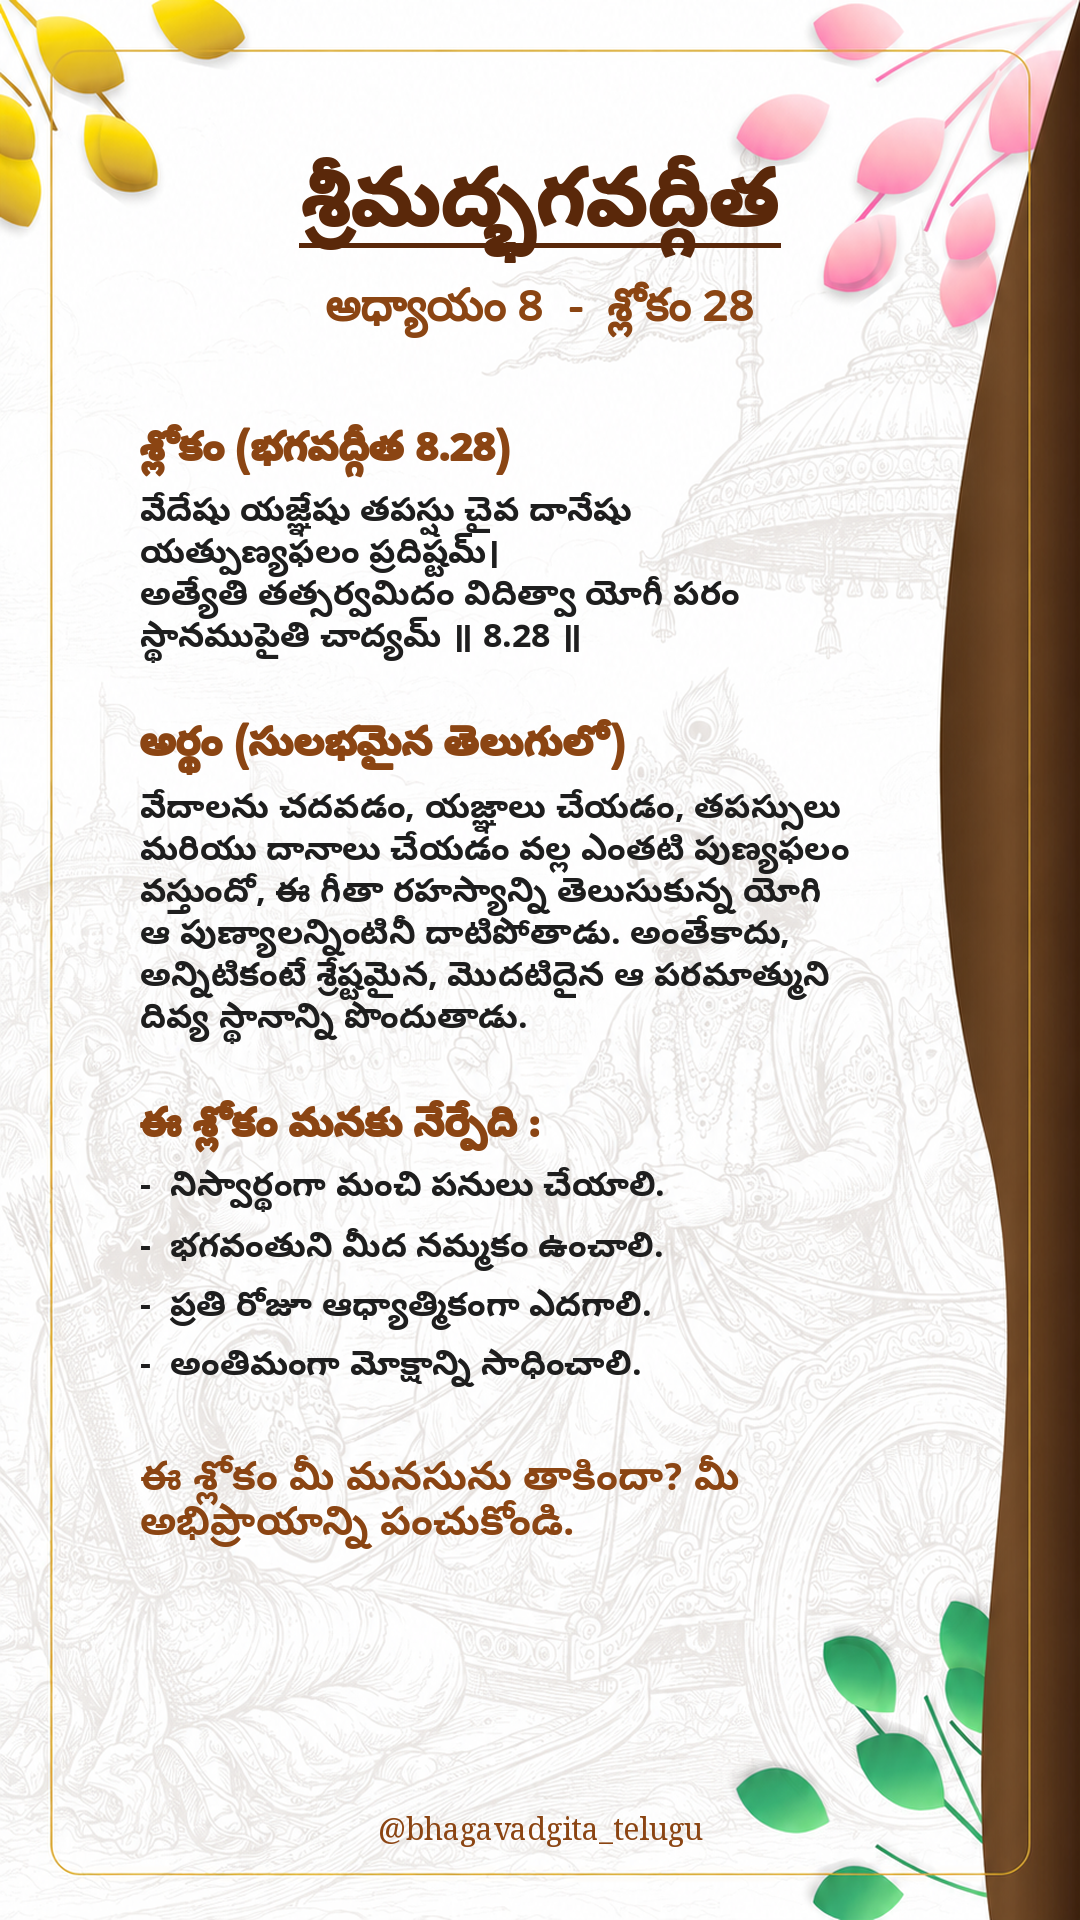 శ్రీమద్భగవద్గీత
అధ్యాయం 8 - శ్లోకం 28
శ్లోకం (భగవద్గీత 8.28)
వేదేషు యజ్ఞేషు తపస్షు చైవ దానేషు
యత్పుణ్యఫలం ప్రదిష్టమ్।
అత్యేతి తత్సర్వమిదం విదిత్వా యోగీ పరం
స్థానముపైతి చాద్యమ్ ॥ 8.28 ॥
అర్థం (సులభమైన తెలుగులో)
వేదాలను చదవడం, యజ్ఞాలు చేయడం, తపస్సులు
మరియు దానాలు చేయడం వల్ల ఎంతటి పుణ్యఫలం
వస్తుందో, ఈ గీతా రహస్యాన్ని తెలుసుకున్న యోగి
ఆ పుణ్యాలన్నింటినీ దాటిపోతాడు. అంతేకాదు,
అన్నిటికంటే శ్రేష్టమైన, మొదటిదైన ఆ పరమాత్ముని
దివ్య స్థానాన్ని పొందుతాడు.
ఈ శ్లోకం మనకు నేర్పేది :
- నిస్వార్థంగా మంచి పనులు చేయాలి.
- భగవంతుని మీద నమ్మకం ఉంచాలి.
- ప్రతి రోజూ ఆధ్యాత్మికంగా ఎదగాలి.
- అంతిమంగా మోక్షాన్ని సాధించాలి.
ఈ శ్లోకం మీ మనసును తాకిందా? మీ
అభిప్రాయాన్ని పంచుకోండి.
@bhagavadgita_telugu